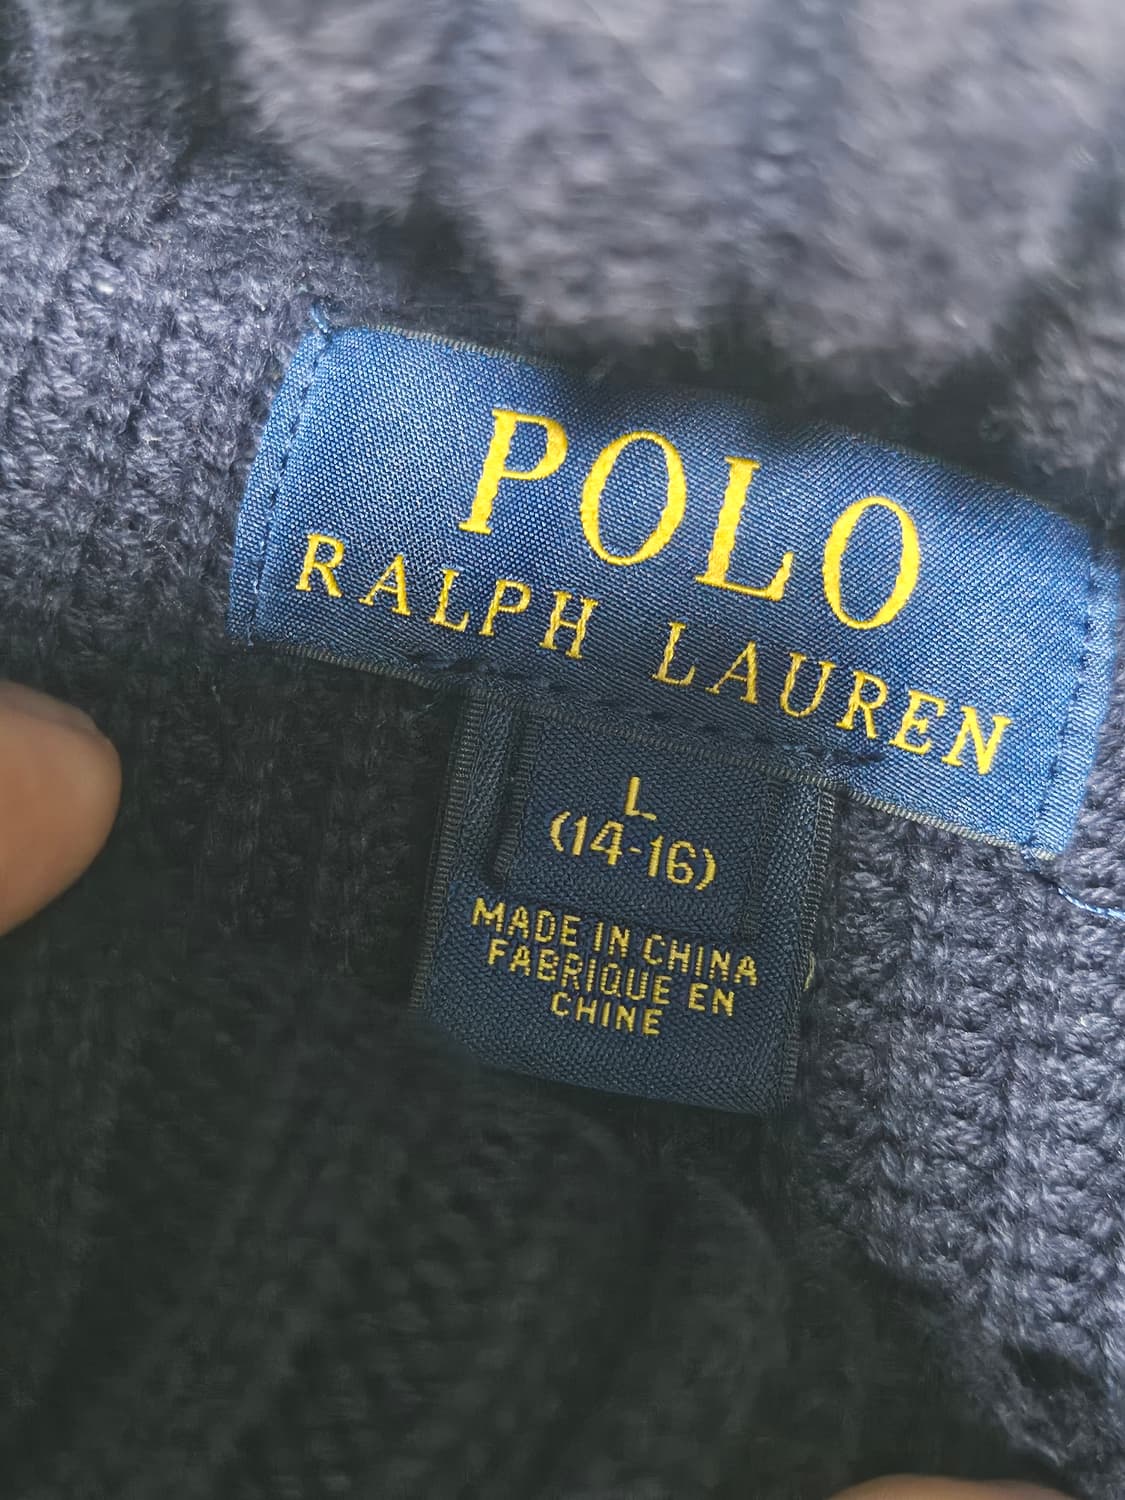 POLO
RALPH LAUREN
L
(14-16)
MADE IN CHINA
FABRIQUE EN
CHINE